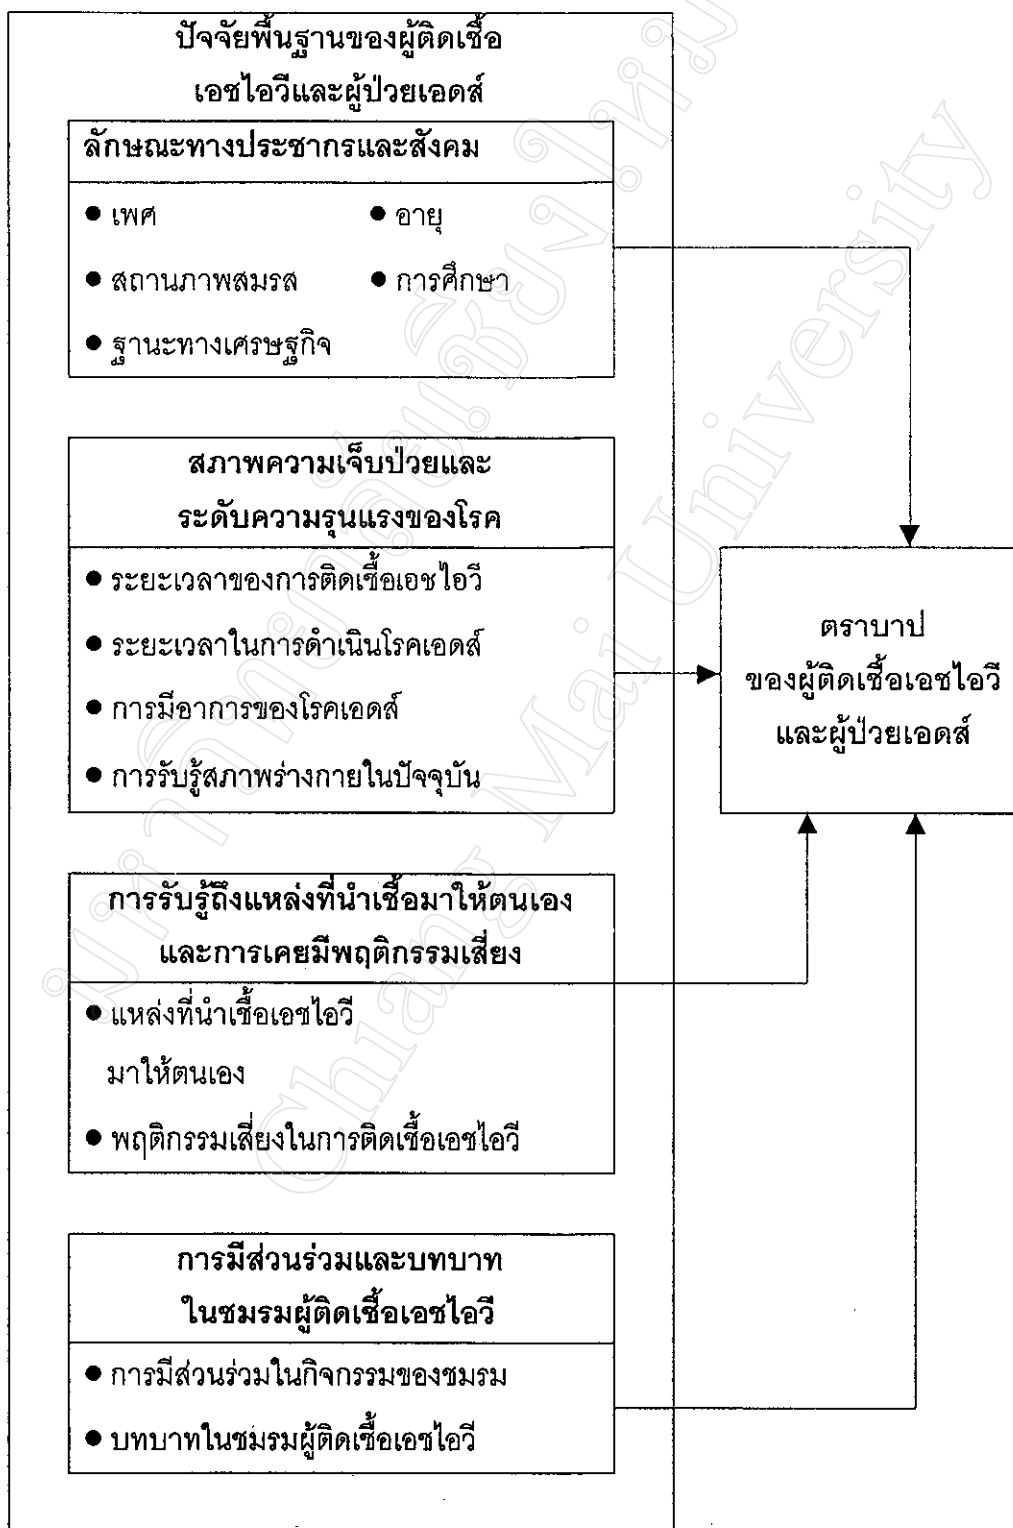 ปัจจัยพื้นฐานของผู้ติดเชื้อ
เอชไอวีและผู้ป่วยเอดส์
ลักษณะทางประชากรและสังคม
● เพศ ● อายุ
● สถานภาพสมรส ● การศึกษา
● ฐานะทางเศรษฐกิจ
สภาพความเจ็บป่วยและ
ระดับความรุนแรงของโรค
● ระยะเวลาของการติดเชื้อเอชไอวี
● ระยะเวลาในการดำเนินโรคเอดส์
● การมีอาการของโรคเอดส์
● การรับรู้สภาพร่างกายในปัจจุบัน
การรับรู้ถึงแหล่งที่นำเชื้อมาให้ตนเอง
และการเคยมีพฤติกรรมเสี่ยง
● แหล่งที่นำเชื้อเอชไอวี
มาให้ตนเอง
● พฤติกรรมเสี่ยงในการติดเชื้อเอชไอวี
การมีส่วนร่วมและบทบาท
ในชมรมผู้ติดเชื้อเอชไอวี
● การมีส่วนร่วมในกิจกรรมของชมรม
● บทบาทในชมรมผู้ติดเชื้อเอชไอวี
ตราบาป
ของผู้ติดเชื้อเอชไอวี
และผู้ป่วยเอดส์
มหาวิทยาลัยเชียงใหม่
Chiang Mai University